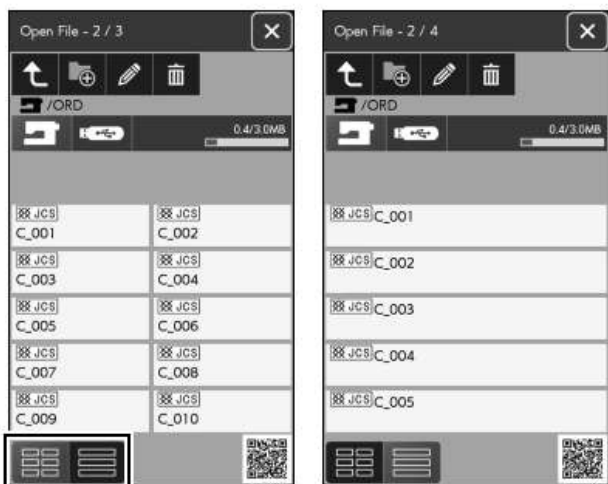 Open File - 2 / 3
/ORD
0.4/3.0MB
JCS
C_001
JCS
C_002
JCS
C_003
JCS
C_004
JCS
C_005
JCS
C_006
JCS
C_007
JCS
C_008
JCS
C_009
JCS
C_010
Open File - 2 / 4
/ORD
0.4/3.0MB
JCS C_001
JCS C_002
JCS C_003
JCS C_004
JCS C_005